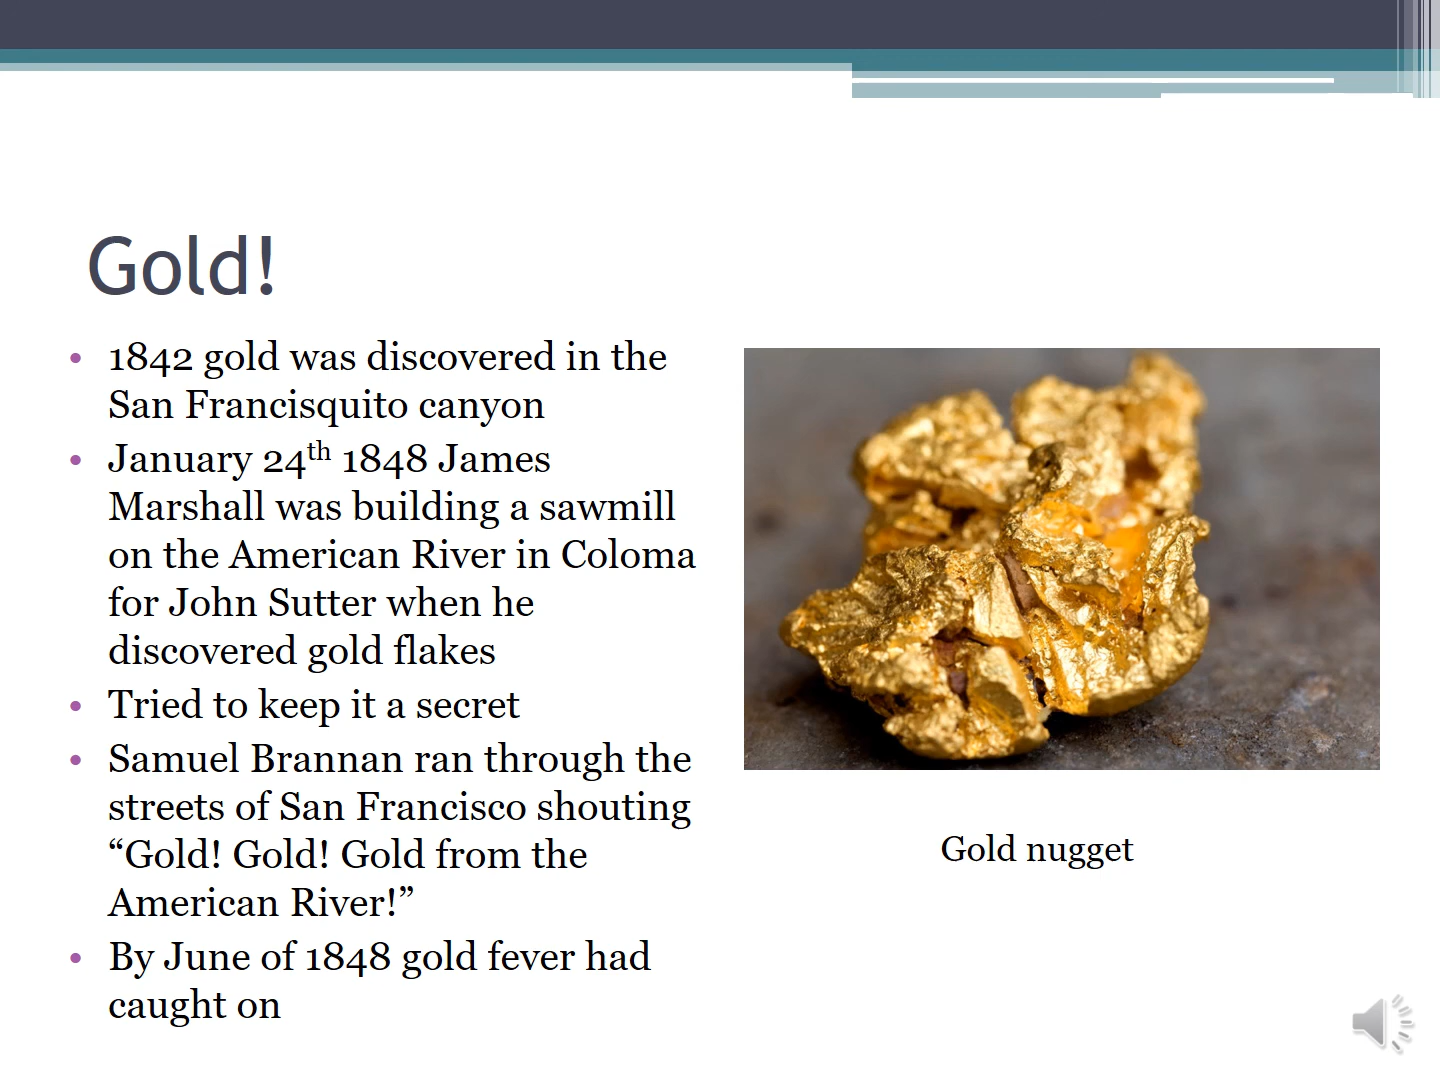 Gold!
• 1842 gold was discovered in the
San Francisquito canyon
• January 24th 1848 James
Marshall was building a sawmill
on the American River in Coloma
for John Sutter when he
discovered gold flakes
• Tried to keep it a secret
• Samuel Brannan ran through the
streets of San Francisco shouting
“Gold! Gold! Gold from the
American River!”
• By June of 1848 gold fever had
caught on
Gold nugget